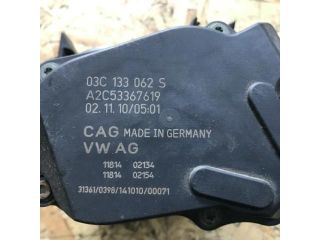 03C 133 062 S
A2C53367619
02.11.10/05:01
CAG MADE IN GERMANY
VW AG
11814 02134
11814 02154
31361/0398/141010/00071